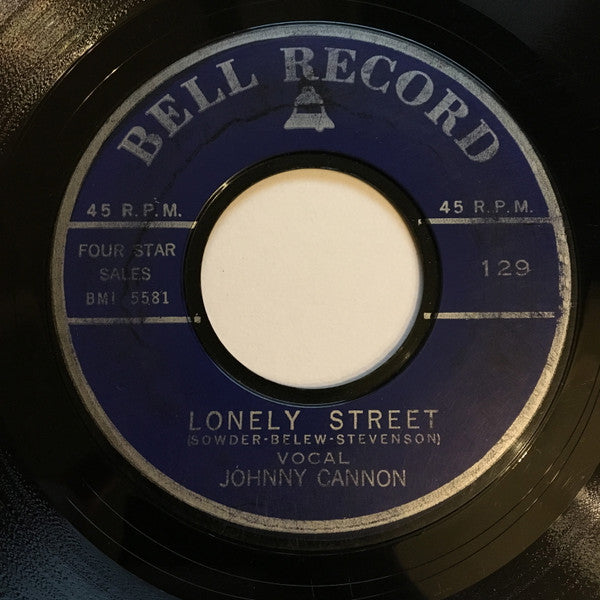 BELL RECORD
45 R.P.M.
45 R.P.M.
FOUR STAR
SALES
BMI 5581
129
LONELY STREET
(SOWDER-BELEW-STEVENSON)
VOCAL
JOHNNY CANNON